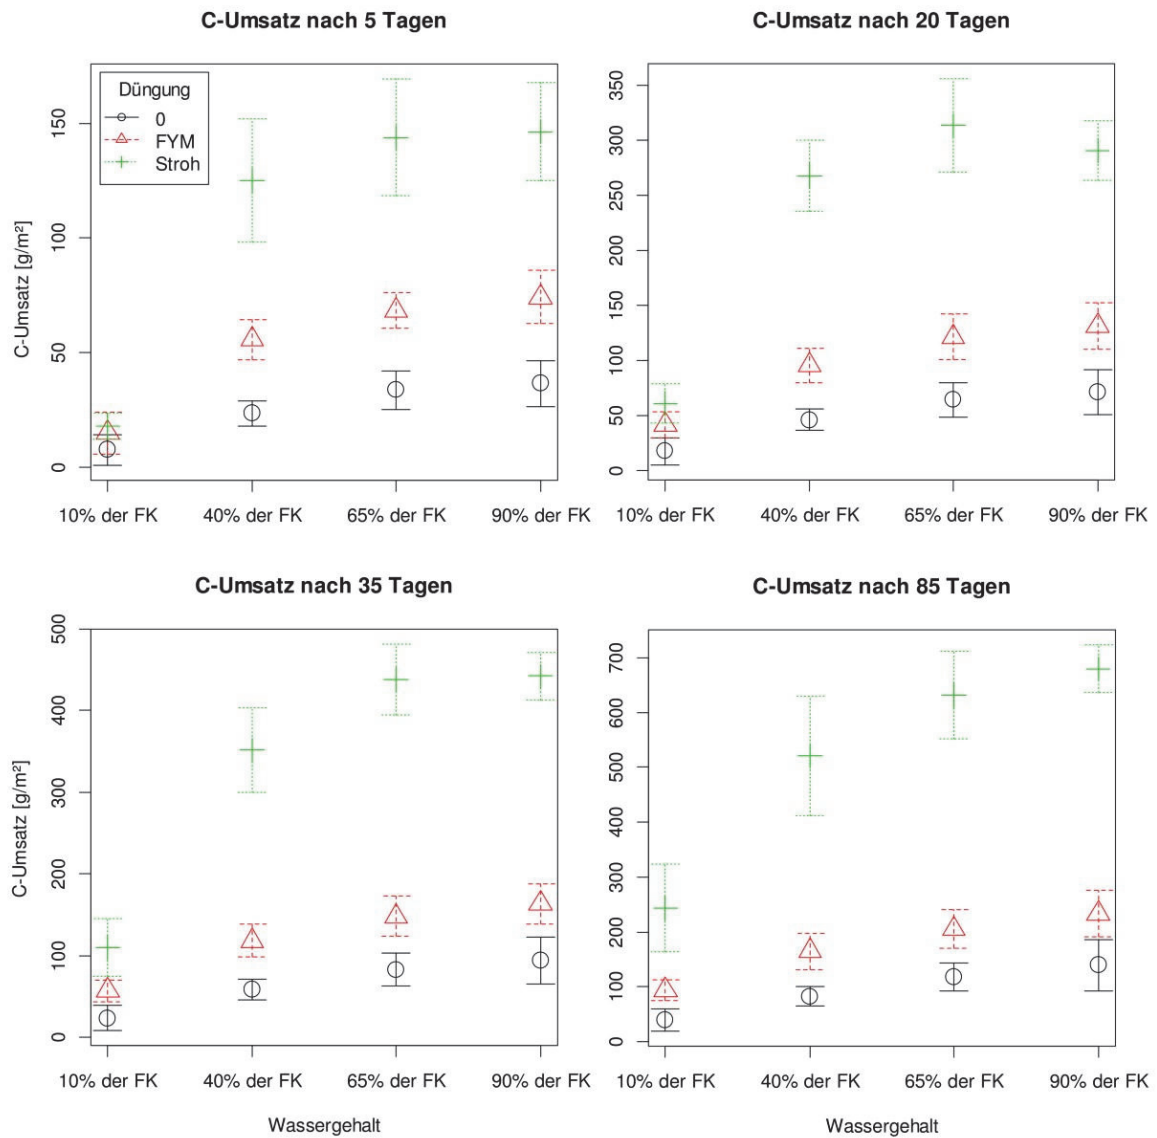 C-Umsatz nach 5 Tagen
C-Umsatz [g/m²]
150
100
50
0
Düngung
0
FYM
Stroh
10% der FK 40% der FK 65% der FK 90% der FK
C-Umsatz nach 20 Tagen
350
300
250
200
150
100
50
0
10% der FK 40% der FK 65% der FK 90% der FK
C-Umsatz nach 35 Tagen
C-Umsatz [g/m²]
500
400
300
200
100
0
10% der FK 40% der FK 65% der FK 90% der FK
Wassergehalt
C-Umsatz nach 85 Tagen
700
600
500
400
300
200
100
0
10% der FK 40% der FK 65% der FK 90% der FK
Wassergehalt